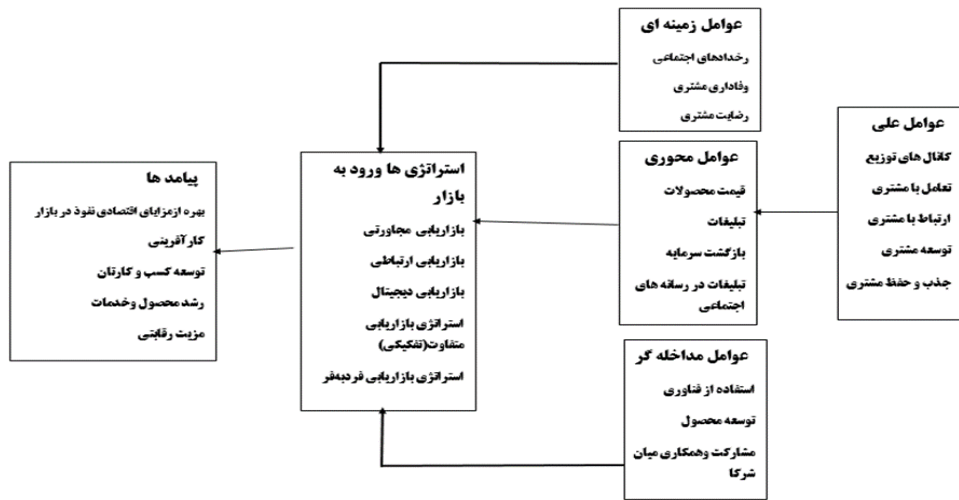 عوامل زمینه ای
رخدادهای اجتماعی
وفاداری مشتری
رضایت مشتری
عوامل علی
کانال های توزیع
تعامل با مشتری
ارتباط با مشتری
توسعه مشتری
جذب و حفظ مشتری
عوامل محوری
قیمت محصولات
تبلیغات
بازگشت سرمایه
تبلیغات در رسانه های
اجتماعی
عوامل مداخله گر
استفاده از فناوری
توسعه محصول
مشارکت وهمکاری میان
شرکا
استراتژی ها ورود به
بازار
بازاریابی مجاورتی
بازاریابی ارتباطی
بازاریابی دیجیتال
استراتژی بازاریابی
متفاوت(تفکیکی)
استراتژی بازاریابی فردبه‌فر
پیامد ها
بهره ازمزایای اقتصادی نفوذ در بازار
کارآفرینی
توسعه کسب و کارتان
رشد محصول وخدمات
مزیت رقابتی